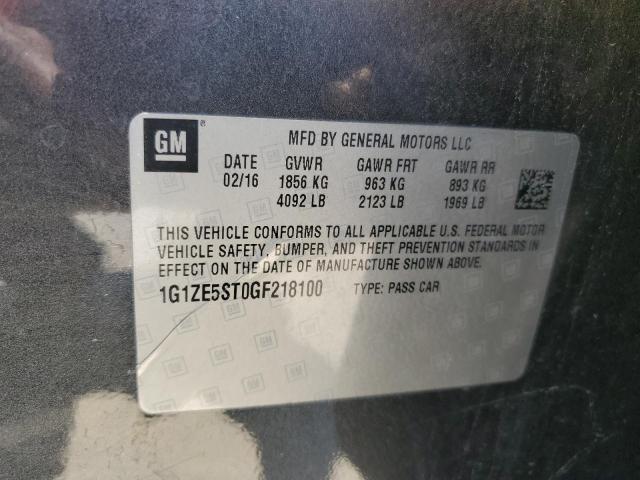 GM
MFD BY GENERAL MOTORS LLC
DATE GVWR GAWR FRT GAWR RR
02/16 1856 KG 963 KG 893 KG
4092 LB 2123 LB 1969 LB
THIS VEHICLE CONFORMS TO ALL APPLICABLE U.S. FEDERAL MOTOR
VEHICLE SAFETY, BUMPER, AND THEFT PREVENTION STANDARDS IN
EFFECT ON THE DATE OF MANUFACTURE SHOWN ABOVE.
1G1ZE5ST0GF218100 TYPE: PASS CAR